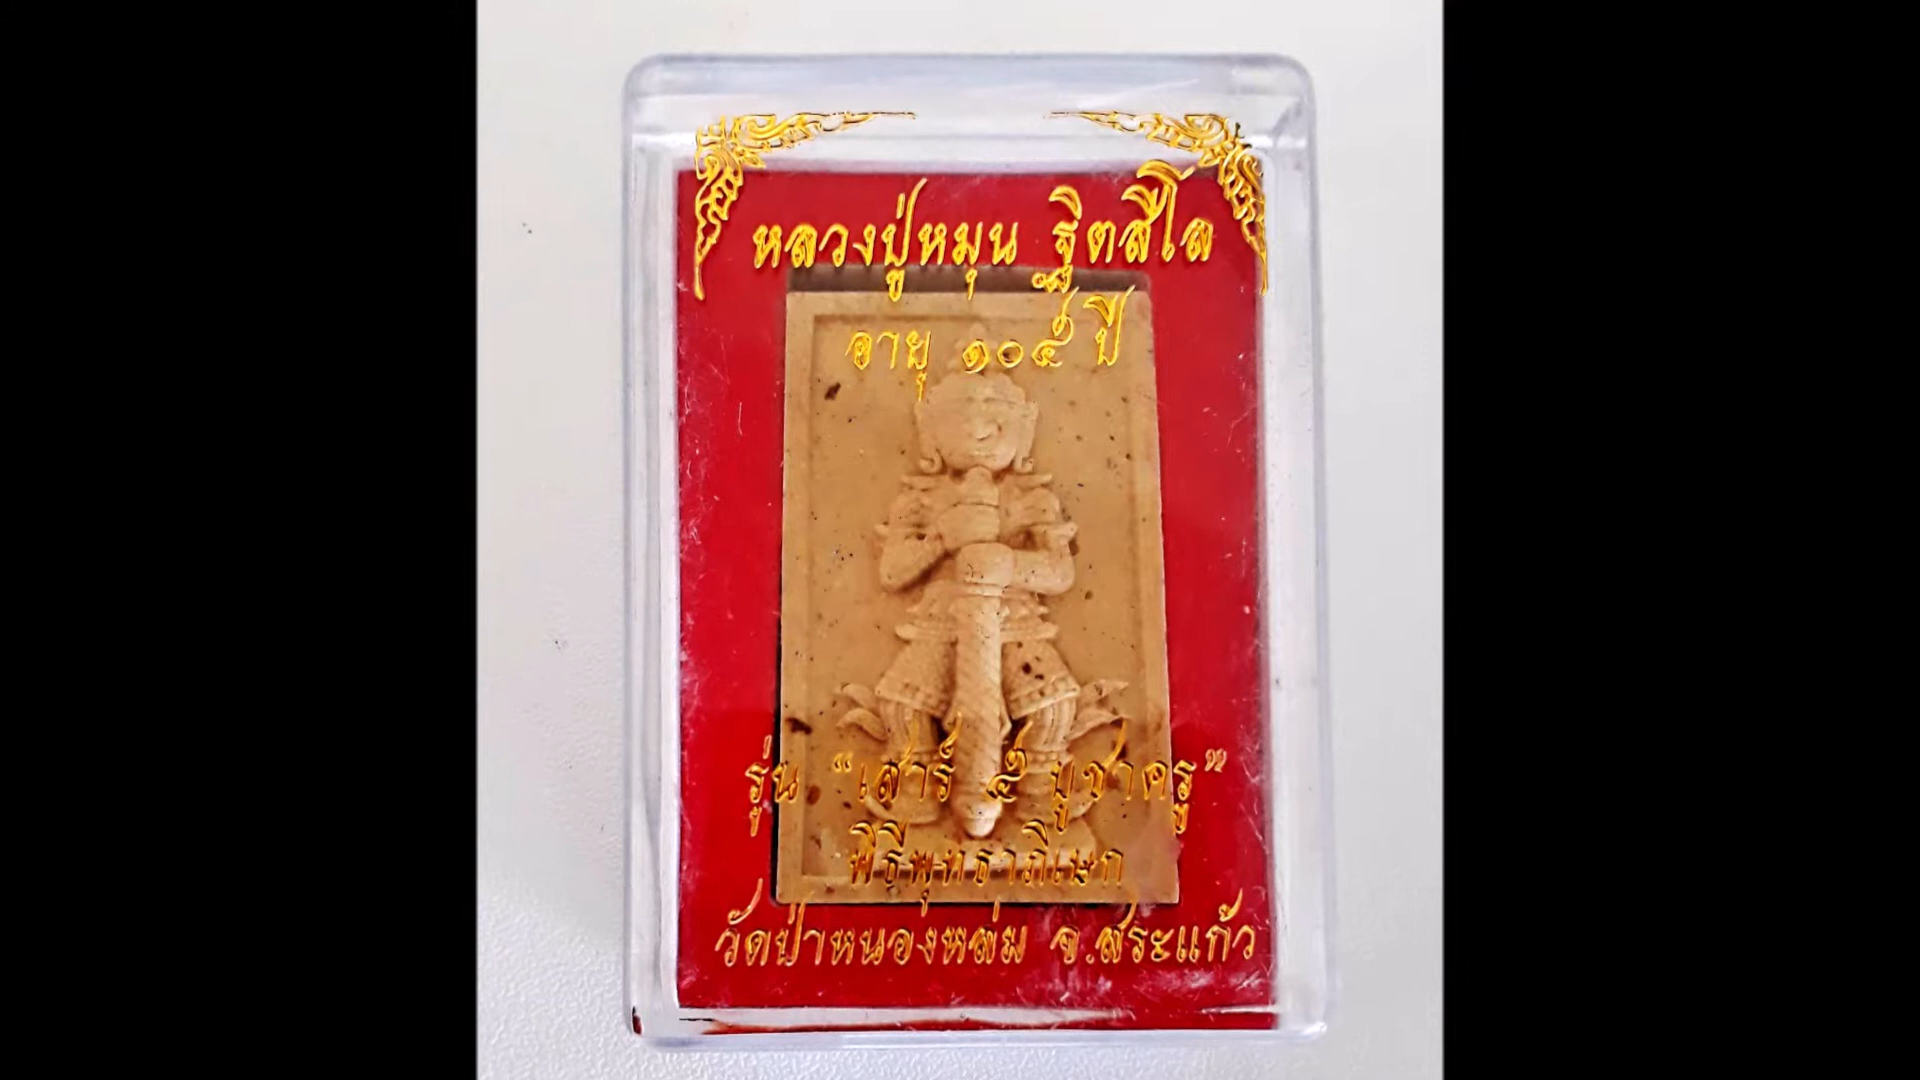 หลวงปู่หมุน ฐิตสีโล
อายุ ๑๐๕ ปี
รุ่น "เสาร์ ๕ บูชาครู"
พิธีพุทธาภิเษก
วัดป่าหนองหล่ม จ.สระแก้ว